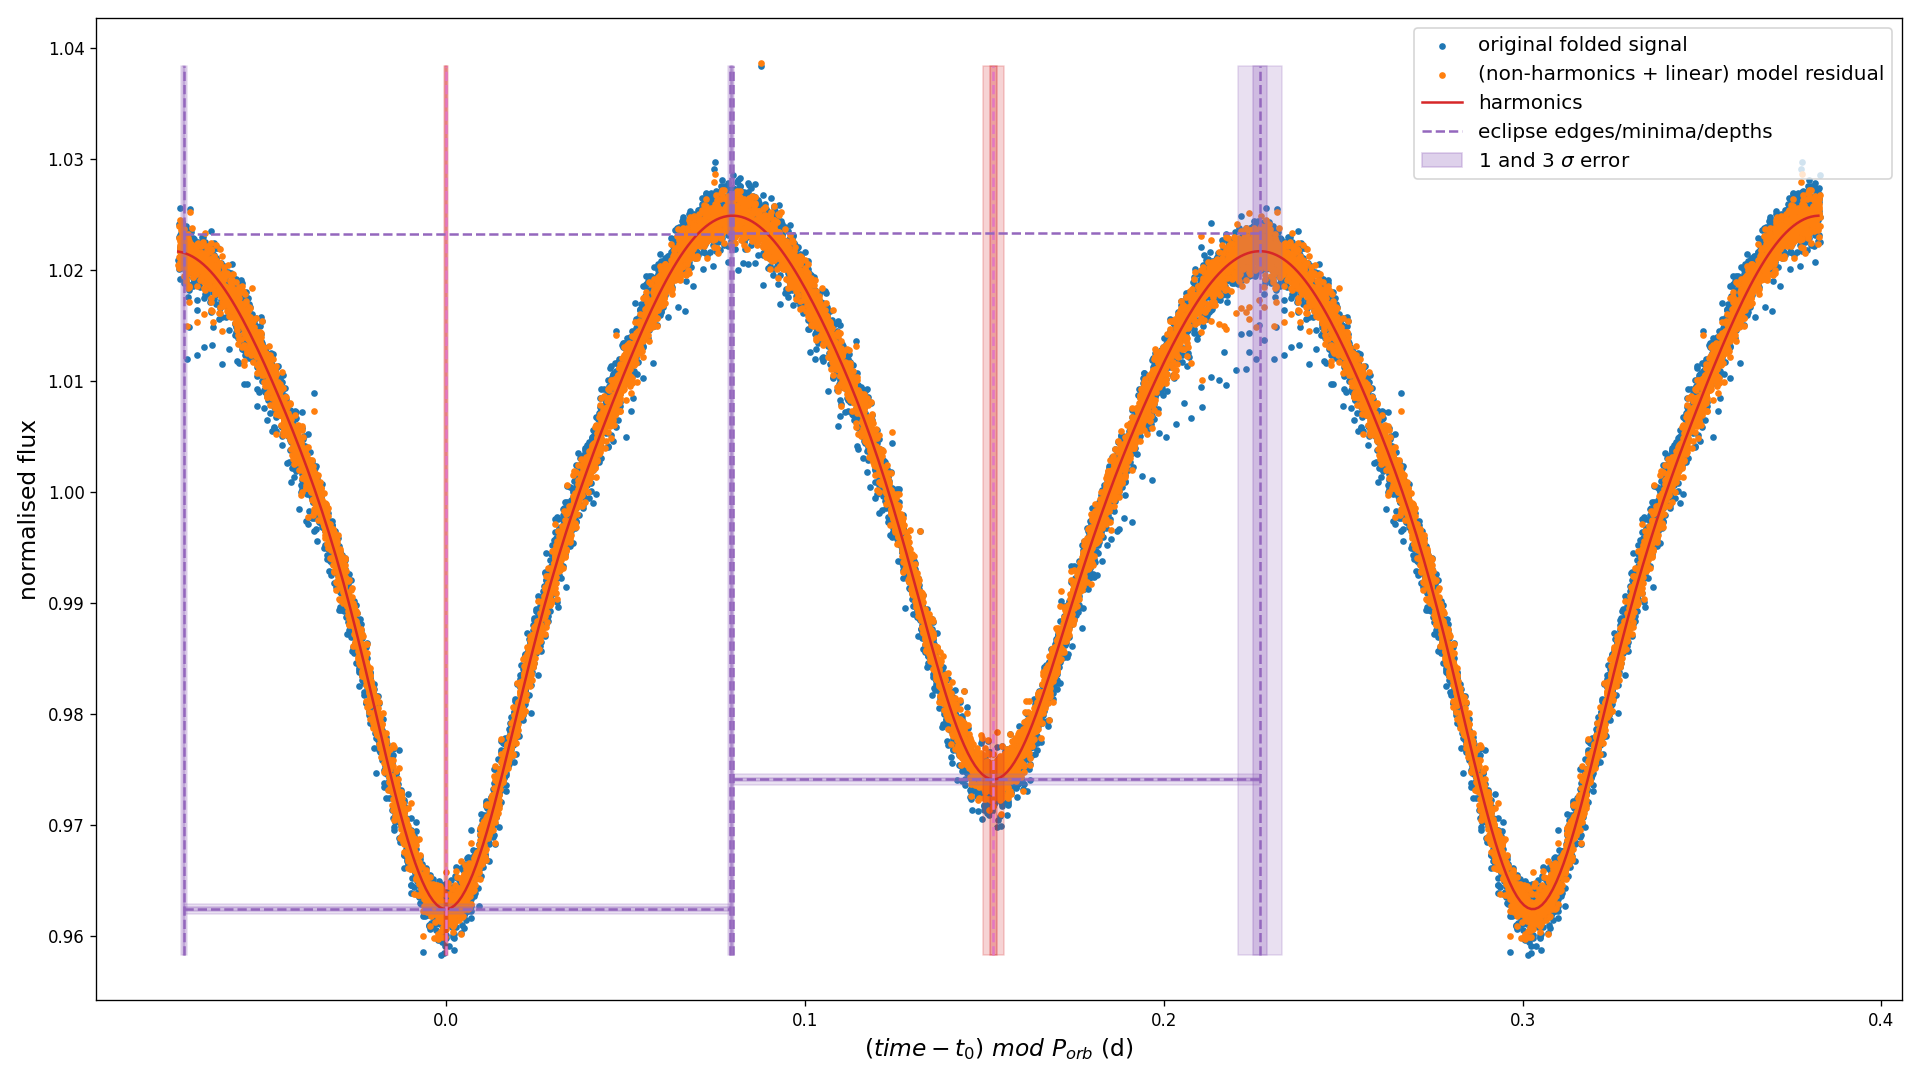 1.04
1.03
1.02
1.01
1.00
0.99
0.98
0.97
0.96
normalised flux
original folded signal
(non-harmonics + linear) model residual
harmonics
eclipse edges/minima/depths
1 and 3 σ error
0.0
0.1
0.2
0.3
0.4
(time − t₀) mod Pₒᵣb (d)